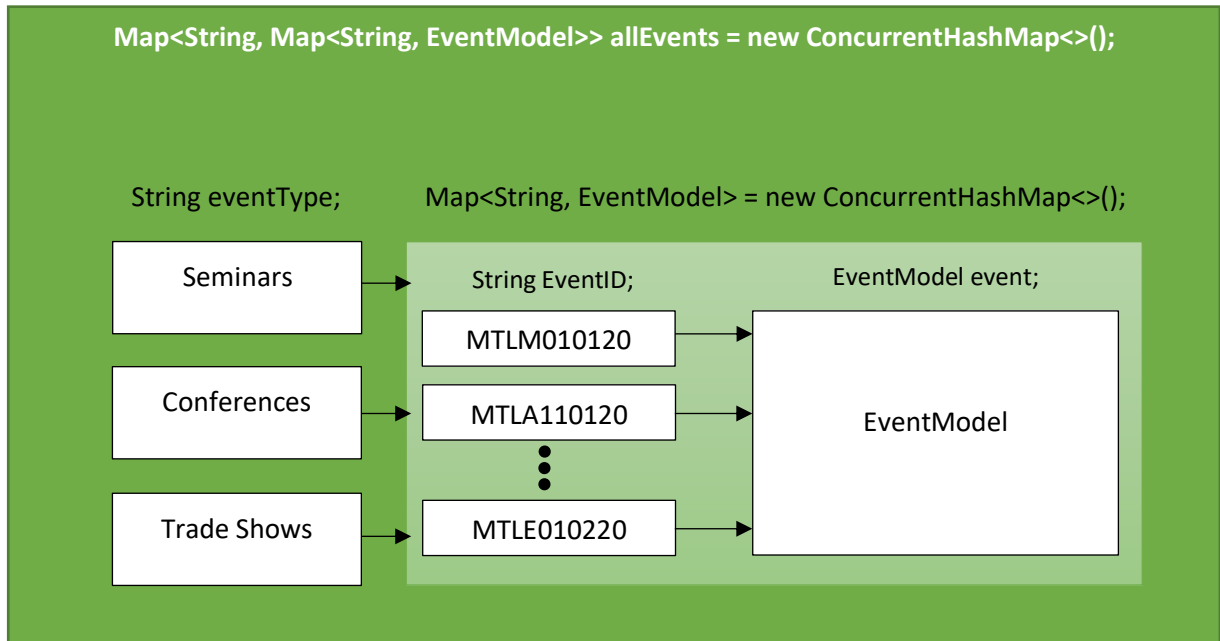 Map<String, Map<String, EventModel>> allEvents = new ConcurrentHashMap<>();
String eventType;
Map<String, EventModel> = new ConcurrentHashMap<>();
Seminars
String EventID;
EventModel event;
MTLM010120
Conferences
MTLA110120
EventModel
Trade Shows
MTLE010220